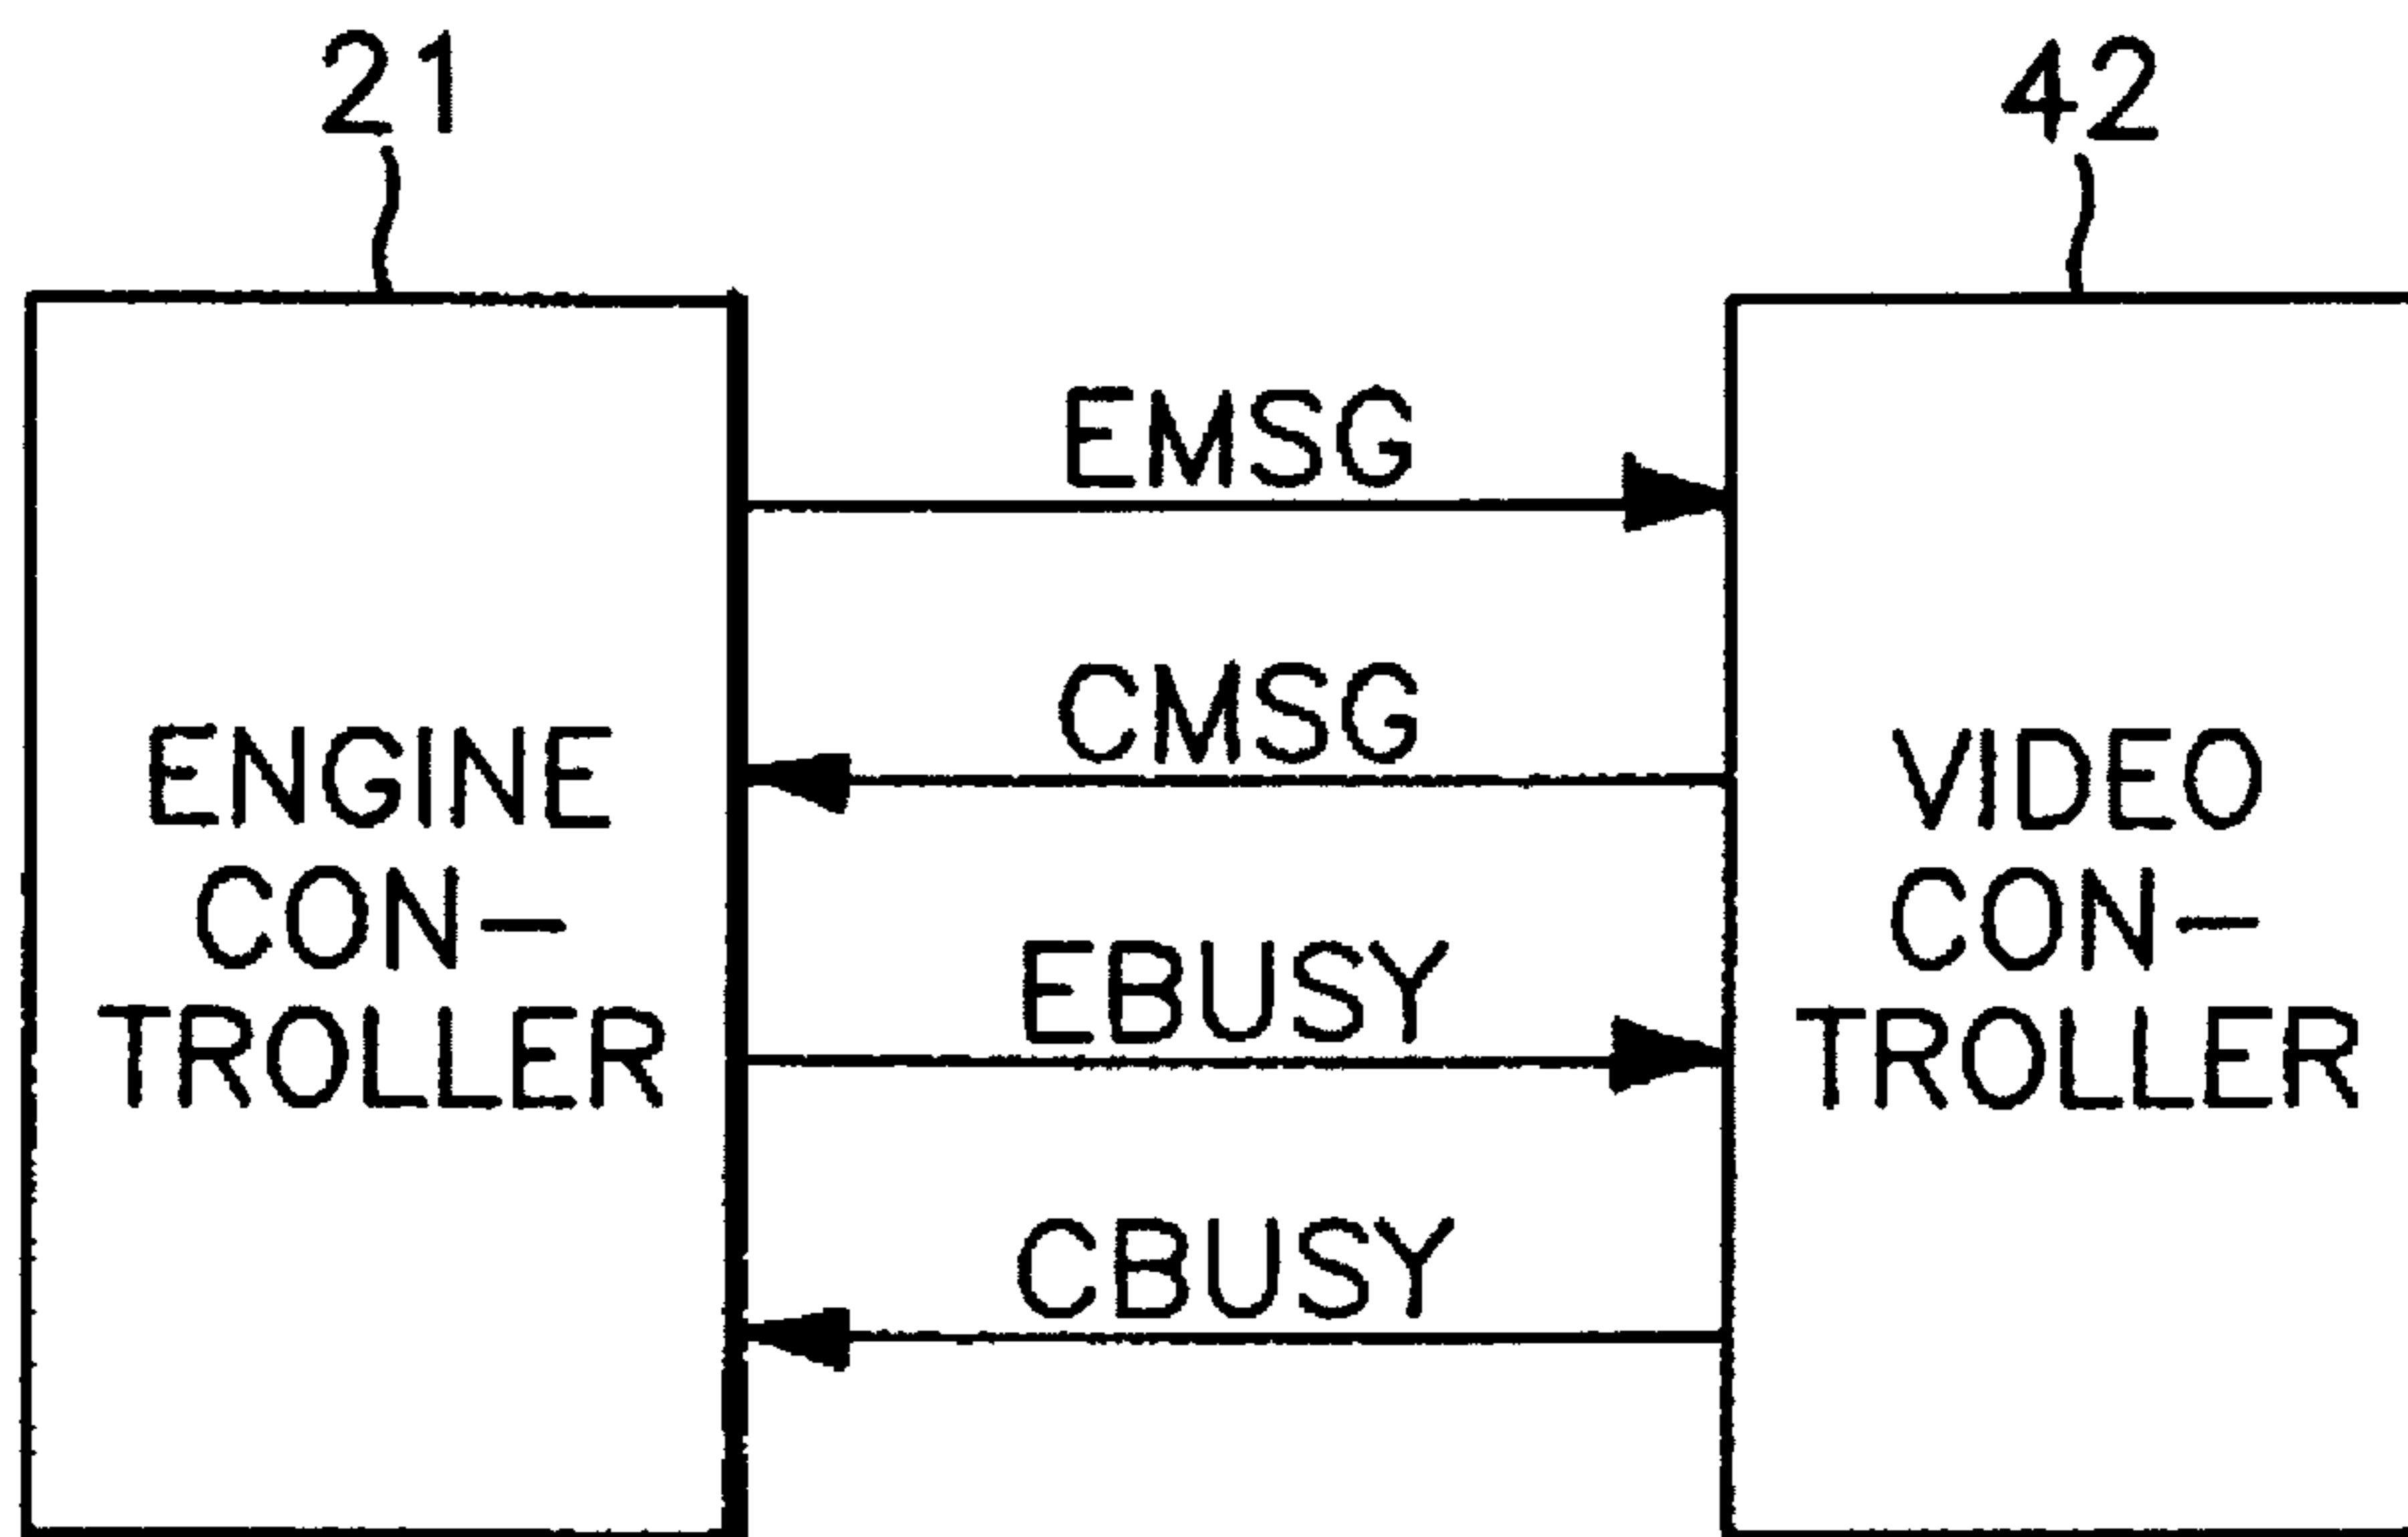 21
42
EMSG
CMSG
ENGINE
CON-
TROLLER
EBUSY
CBUSY
VIDEO
CON-
TROLLER